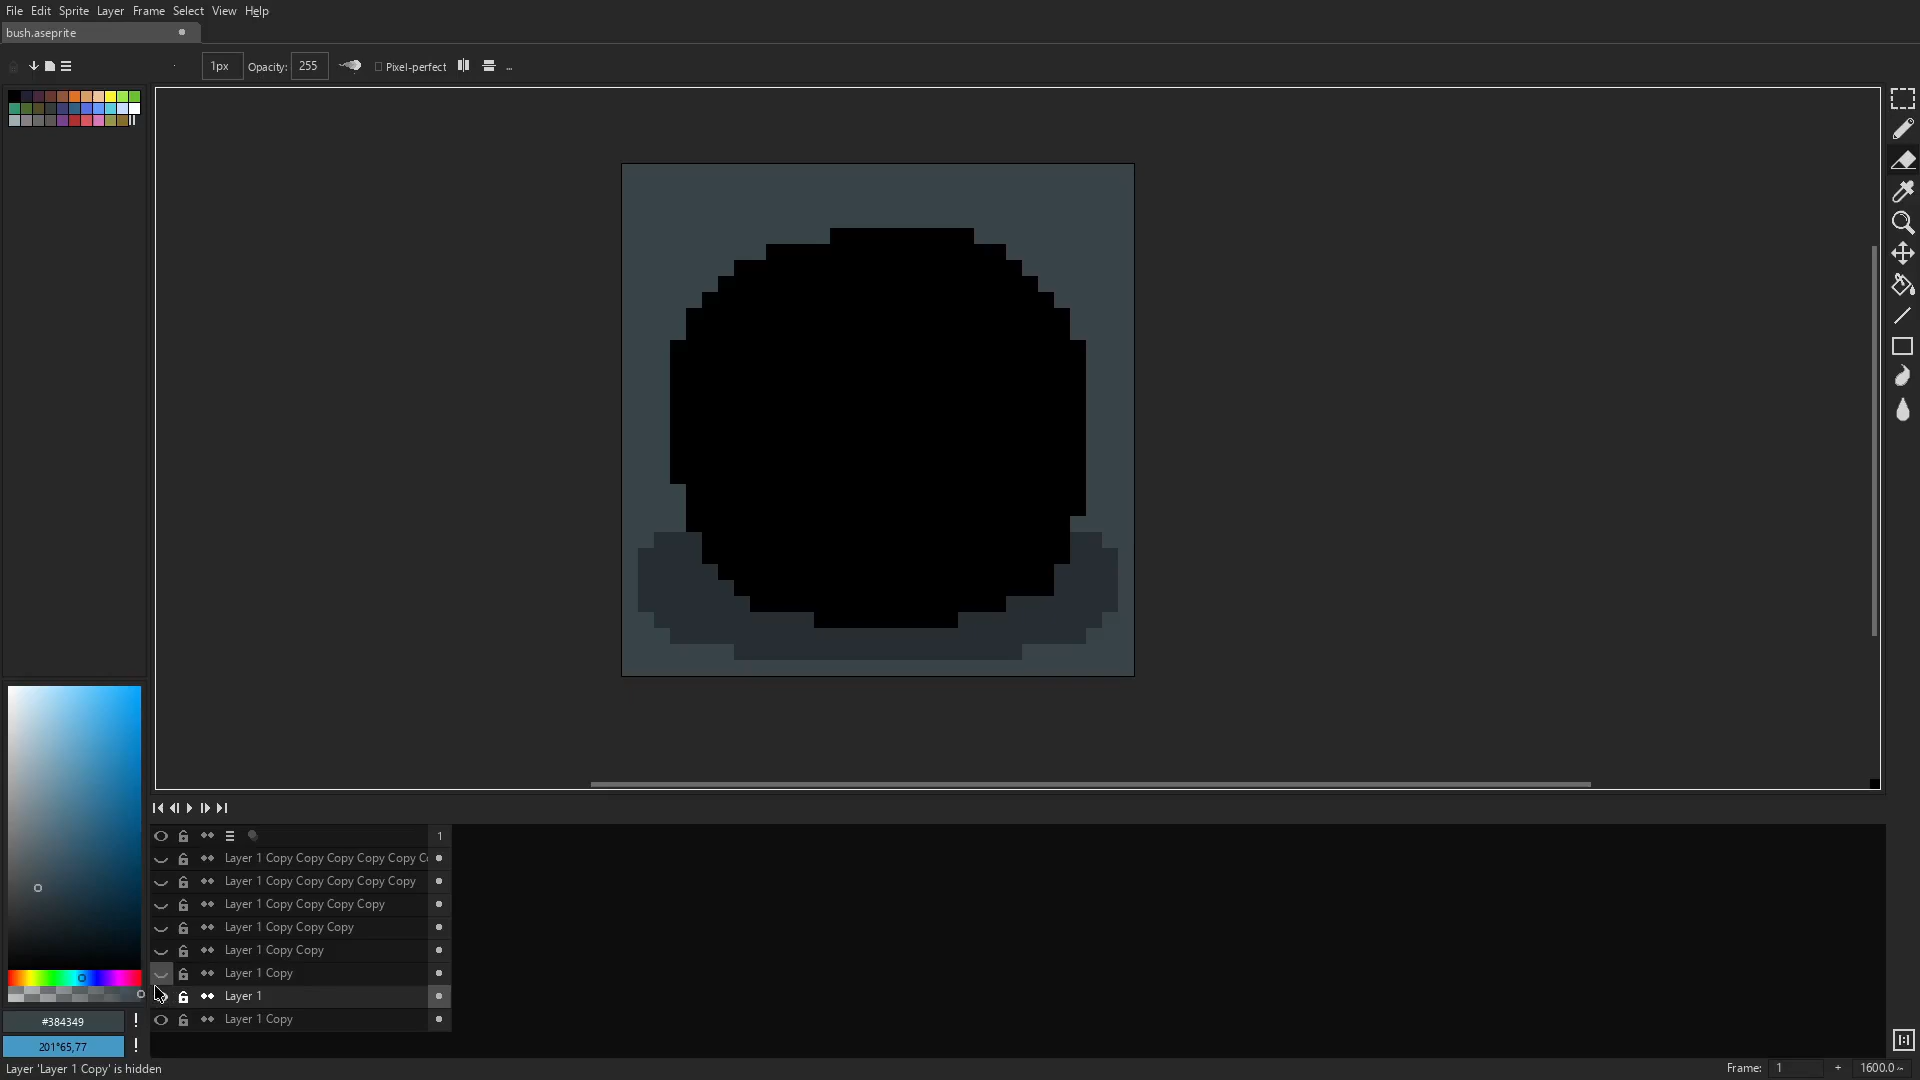 File Edit Sprite Layer Frame Select View Help
bush.aseprite
1px Opacity: 255 Pixel-perfect ...
1
Layer 1 Copy Copy Copy Copy Copy C
Layer 1 Copy Copy Copy Copy Copy
Layer 1 Copy Copy Copy Copy
Layer 1 Copy Copy Copy
Layer 1 Copy Copy
Layer 1 Copy
Layer 1
Layer 1 Copy
#384349 !
201°65,77 !
Layer 'Layer 1 Copy' is hidden
Frame: 1 + 1600.0